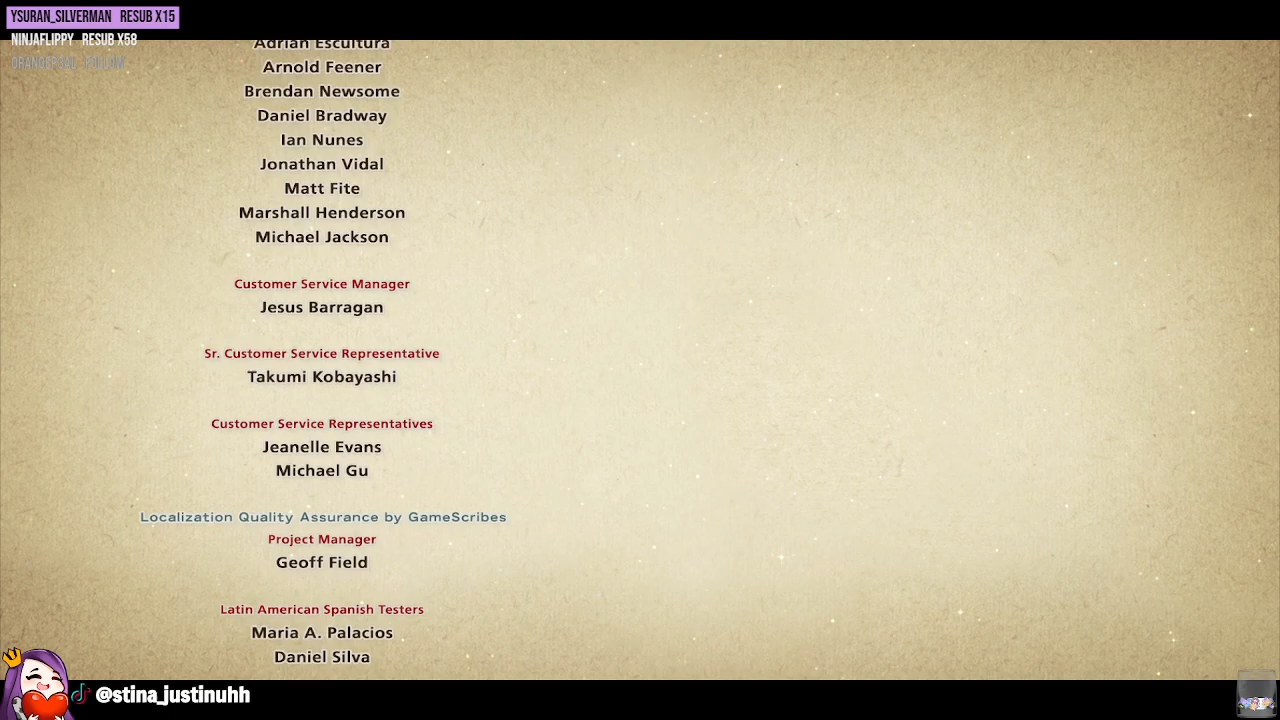 YSURAN_SILVERMAN RESUB X15
NINJAFLIPPY RESUB X58
Adrian Escultura
Arnold Feener
Brendan Newsome
Daniel Bradway
Ian Nunes
Jonathan Vidal
Matt Fite
Marshall Henderson
Michael Jackson
Customer Service Manager
Jesus Barragan
Sr. Customer Service Representative
Takumi Kobayashi
Customer Service Representatives
Jeanelle Evans
Michael Gu
Localization Quality Assurance by GameScribes
Project Manager
Geoff Field
Latin American Spanish Testers
Maria A. Palacios
Daniel Silva
@stina_justinuhh